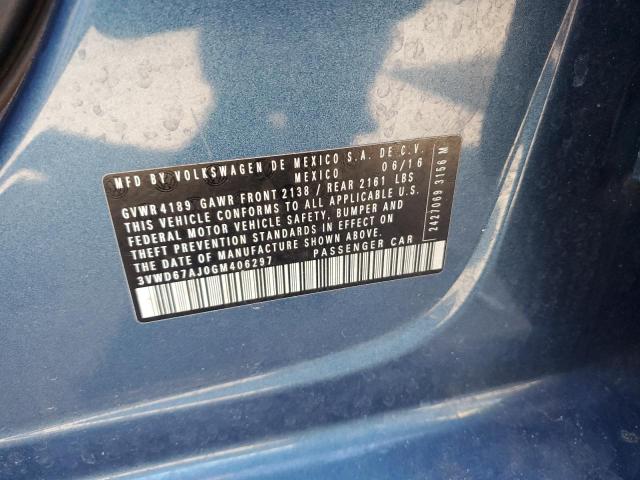 MFD BY VOLKSWAGEN DE MEXICO S.A. DE C.V.
MEXICO 06/16
GVWR 4189 GAWR FRONT 2138 / REAR 2161 LBS
THIS VEHICLE CONFORMS TO ALL APPLICABLE U.S.
FEDERAL MOTOR VEHICLE SAFETY, BUMPER AND
THEFT PREVENTION STANDARDS IN EFFECT ON
THE DATE OF MANUFACTURE SHOWN ABOVE.
3VWD67AJ0GM406297 PASSENGER CAR
2427069 3156 M